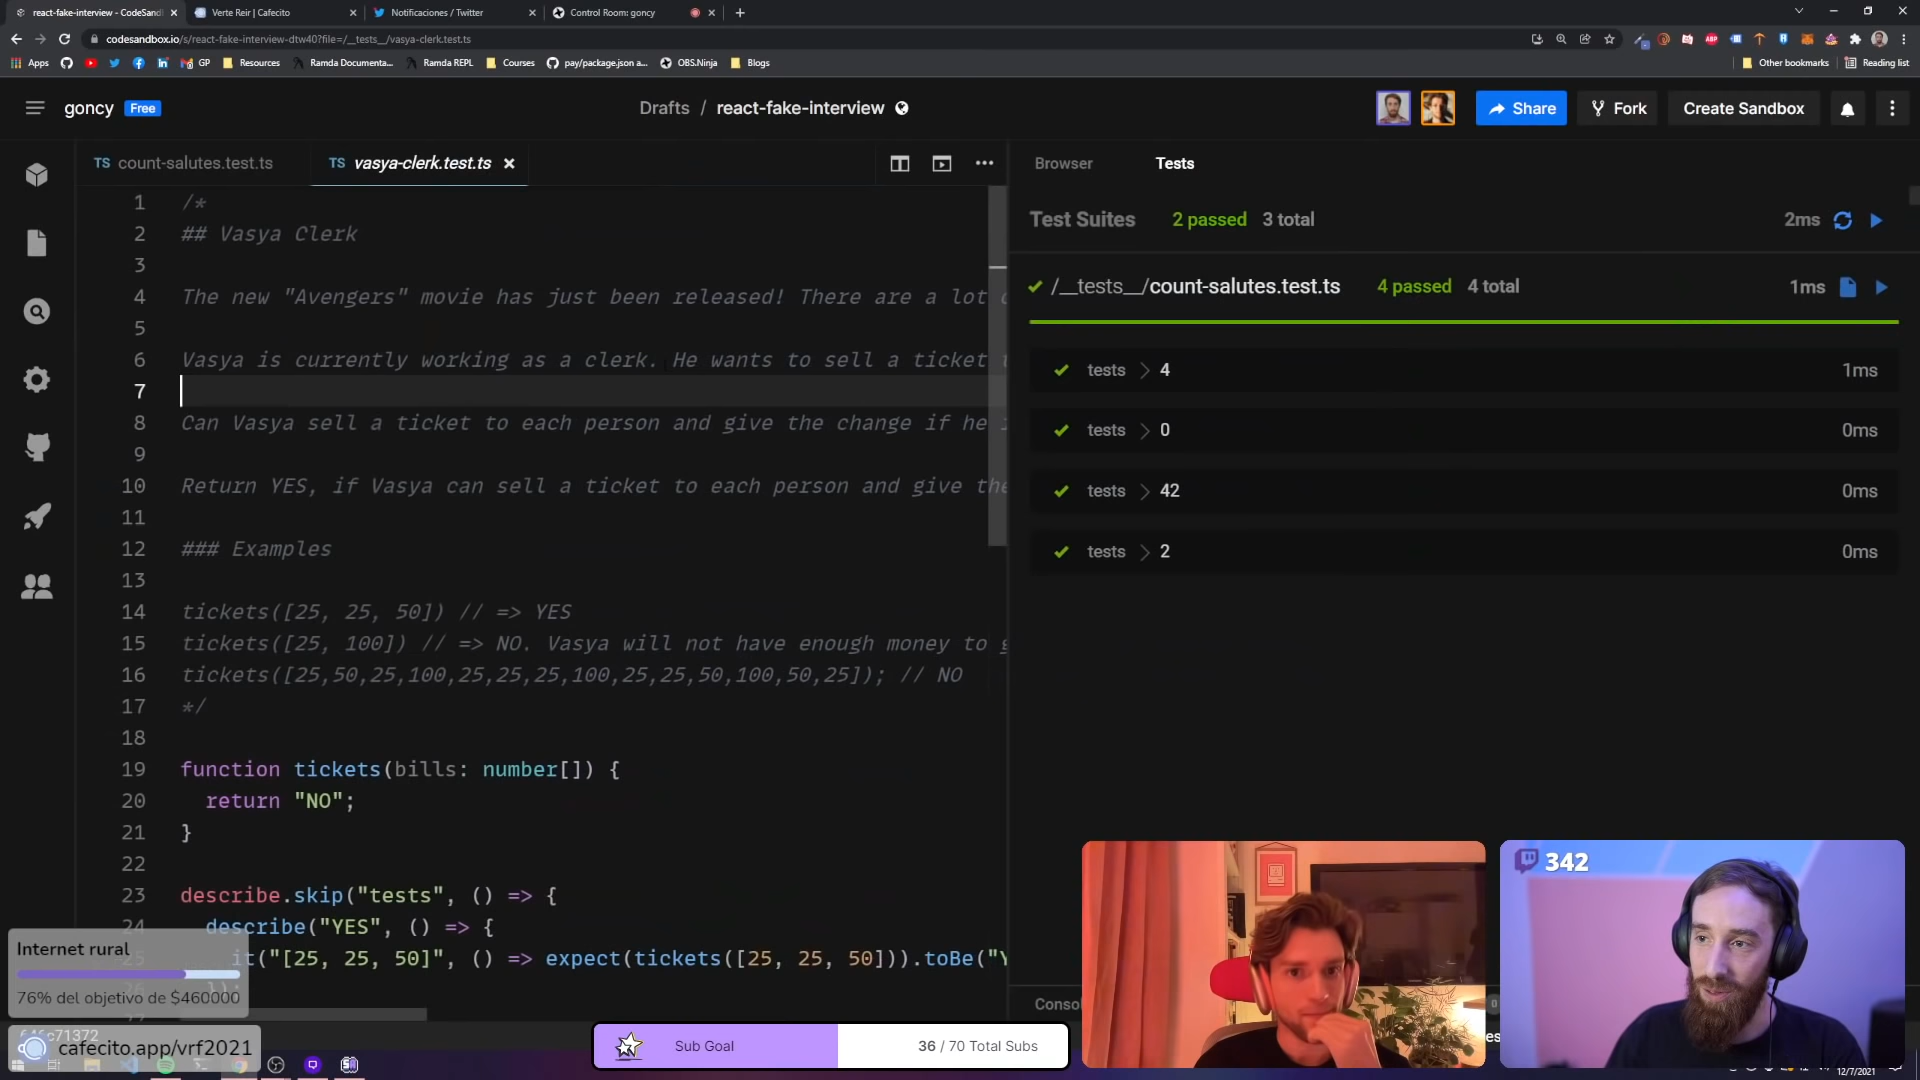 react-fake-interview - CodeSand
Verte Reir | Cafecito
Notificaciones / Twitter
Control Room: goncy
codesandbox.io/s/react-fake-interview-dtw40?file=/__tests__/vasya-clerk.test.ts
Apps
GP
Resources
Ramda Documenta...
Ramda REPL
Courses
pay/package.json a...
OBS.Ninja
Blogs
Other bookmarks
Reading list
goncy Free
Drafts / react-fake-interview
Share
Fork
Create Sandbox
TS count-salutes.test.ts
TS vasya-clerk.test.ts
Browser
Tests
1 /*
2 ## Vasya Clerk
3
4 The new "Avengers" movie has just been released! There are a lot
5
6 Vasya is currently working as a clerk. He wants to sell a ticket
7
8 Can Vasya sell a ticket to each person and give the change if he
9
10 Return YES, if Vasya can sell a ticket to each person and give the
11
12 ### Examples
13
14 tickets([25, 25, 50]) // => YES
15 tickets([25, 100]) // => NO. Vasya will not have enough money to
16 tickets([25,50,25,100,25,25,25,100,25,25,50,100,50,25]); // NO
17 */
18
19 function tickets(bills: number[]) {
20 return "NO";
21 }
22
23 describe.skip("tests", () => {
24 describe("YES", () => {
it("[25, 25, 50]", () => expect(tickets([25, 25, 50])).toBe("Y
Test Suites 2 passed 3 total 2ms
/__tests__/count-salutes.test.ts 4 passed 4 total 1ms
tests > 4 1ms
tests > 0 0ms
tests > 42 0ms
tests > 2 0ms
Internet rural
76% del objetivo de $460000
cafecito.app/vrf2021
Sub Goal
36 / 70 Total Subs
342
12/7/2021